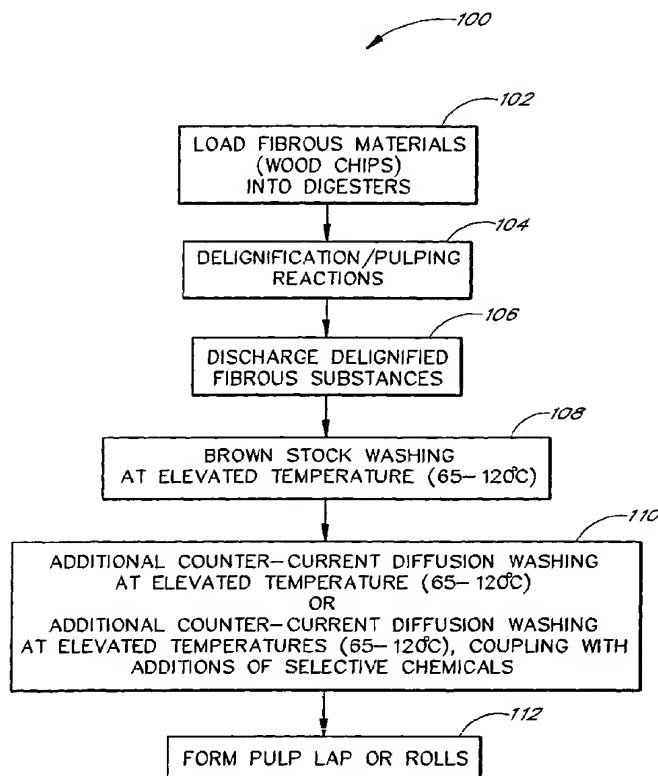 100
102
LOAD FIBROUS MATERIALS
(WOOD CHIPS)
INTO DIGESTERS
104
DELIGNIFICATION/PULPING
REACTIONS
106
DISCHARGE DELIGNIFIED
FIBROUS SUBSTANCES
108
BROWN STOCK WASHING
AT ELEVATED TEMPERATURE (65-120°C)
110
ADDITIONAL COUNTER-CURRENT DIFFUSION WASHING
AT ELEVATED TEMPERATURE (65-120°C)
OR
ADDITIONAL COUNTER-CURRENT DIFFUSION WASHING
AT ELEVATED TEMPERATURES (65-120°C), COUPLING WITH
ADDITIONS OF SELECTIVE CHEMICALS
112
FORM PULP LAP OR ROLLS